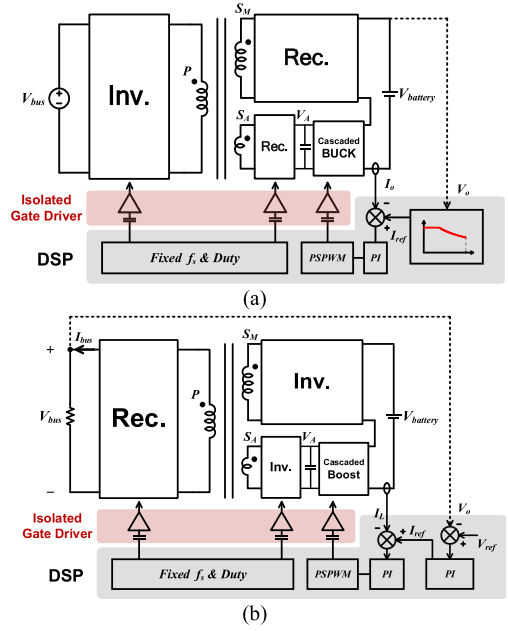 S_M
P
V_bus
Inv.
Rec.
V_battery
S_A
V_A
Rec.
Cascaded
BUCK
Isolated
Gate Driver
I_o
V_o
-
+
I_ref
DSP
Fixed f_s & Duty
PSPWM
PI
(a)
I_bus
+
S_M
P
V_bus
Rec.
Inv.
V_battery
S_A
V_A
Inv.
Cascaded
Boost
−
Isolated
Gate Driver
I_L
V_o
-
+
I_ref
-
+
V_ref
DSP
Fixed f_s & Duty
PSPWM
PI
PI
(b)